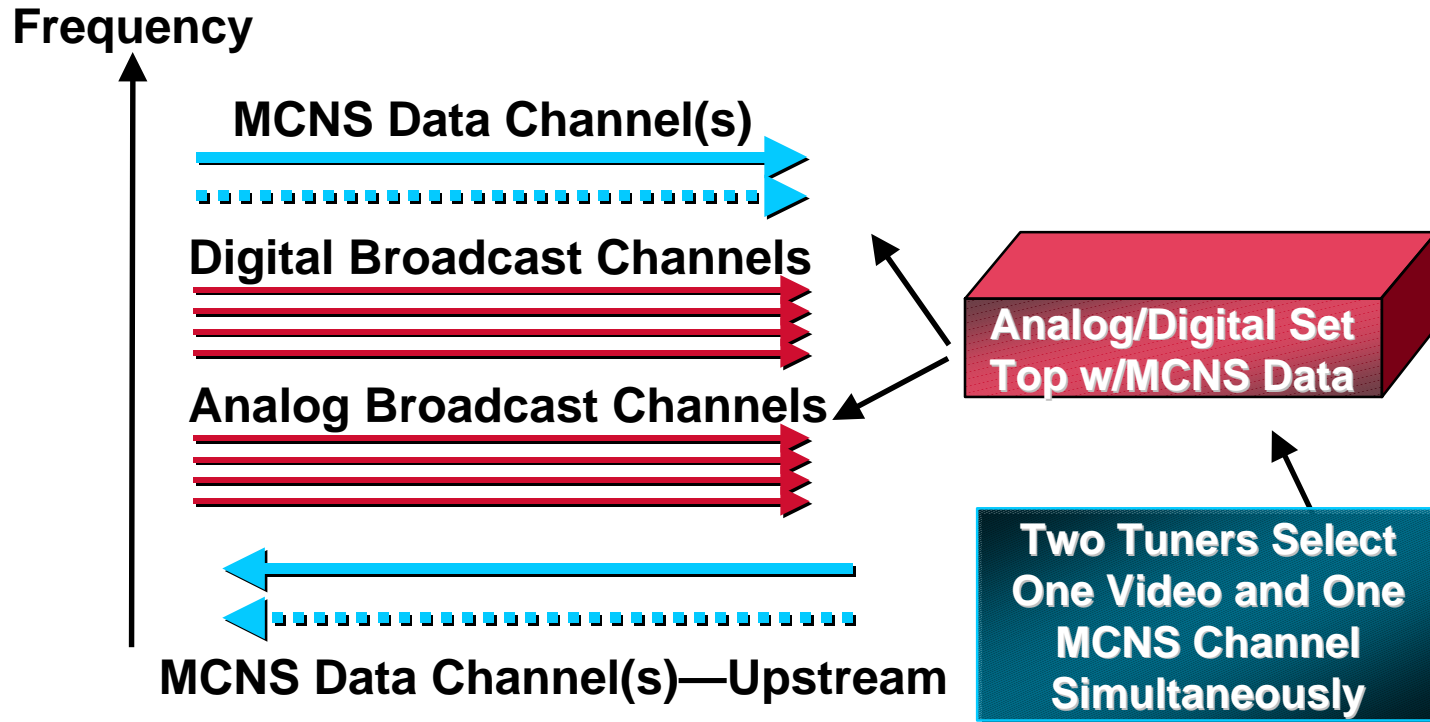 Frequency
MCNS Data Channel(s)
Digital Broadcast Channels
Analog/Digital Set
Top w/MCNS Data
Analog Broadcast Channels
Two Tuners Select
One Video and One
MCNS Channel
Simultaneously
MCNS Data Channel(s)—Upstream